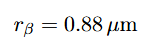 r_β = 0.88 μm